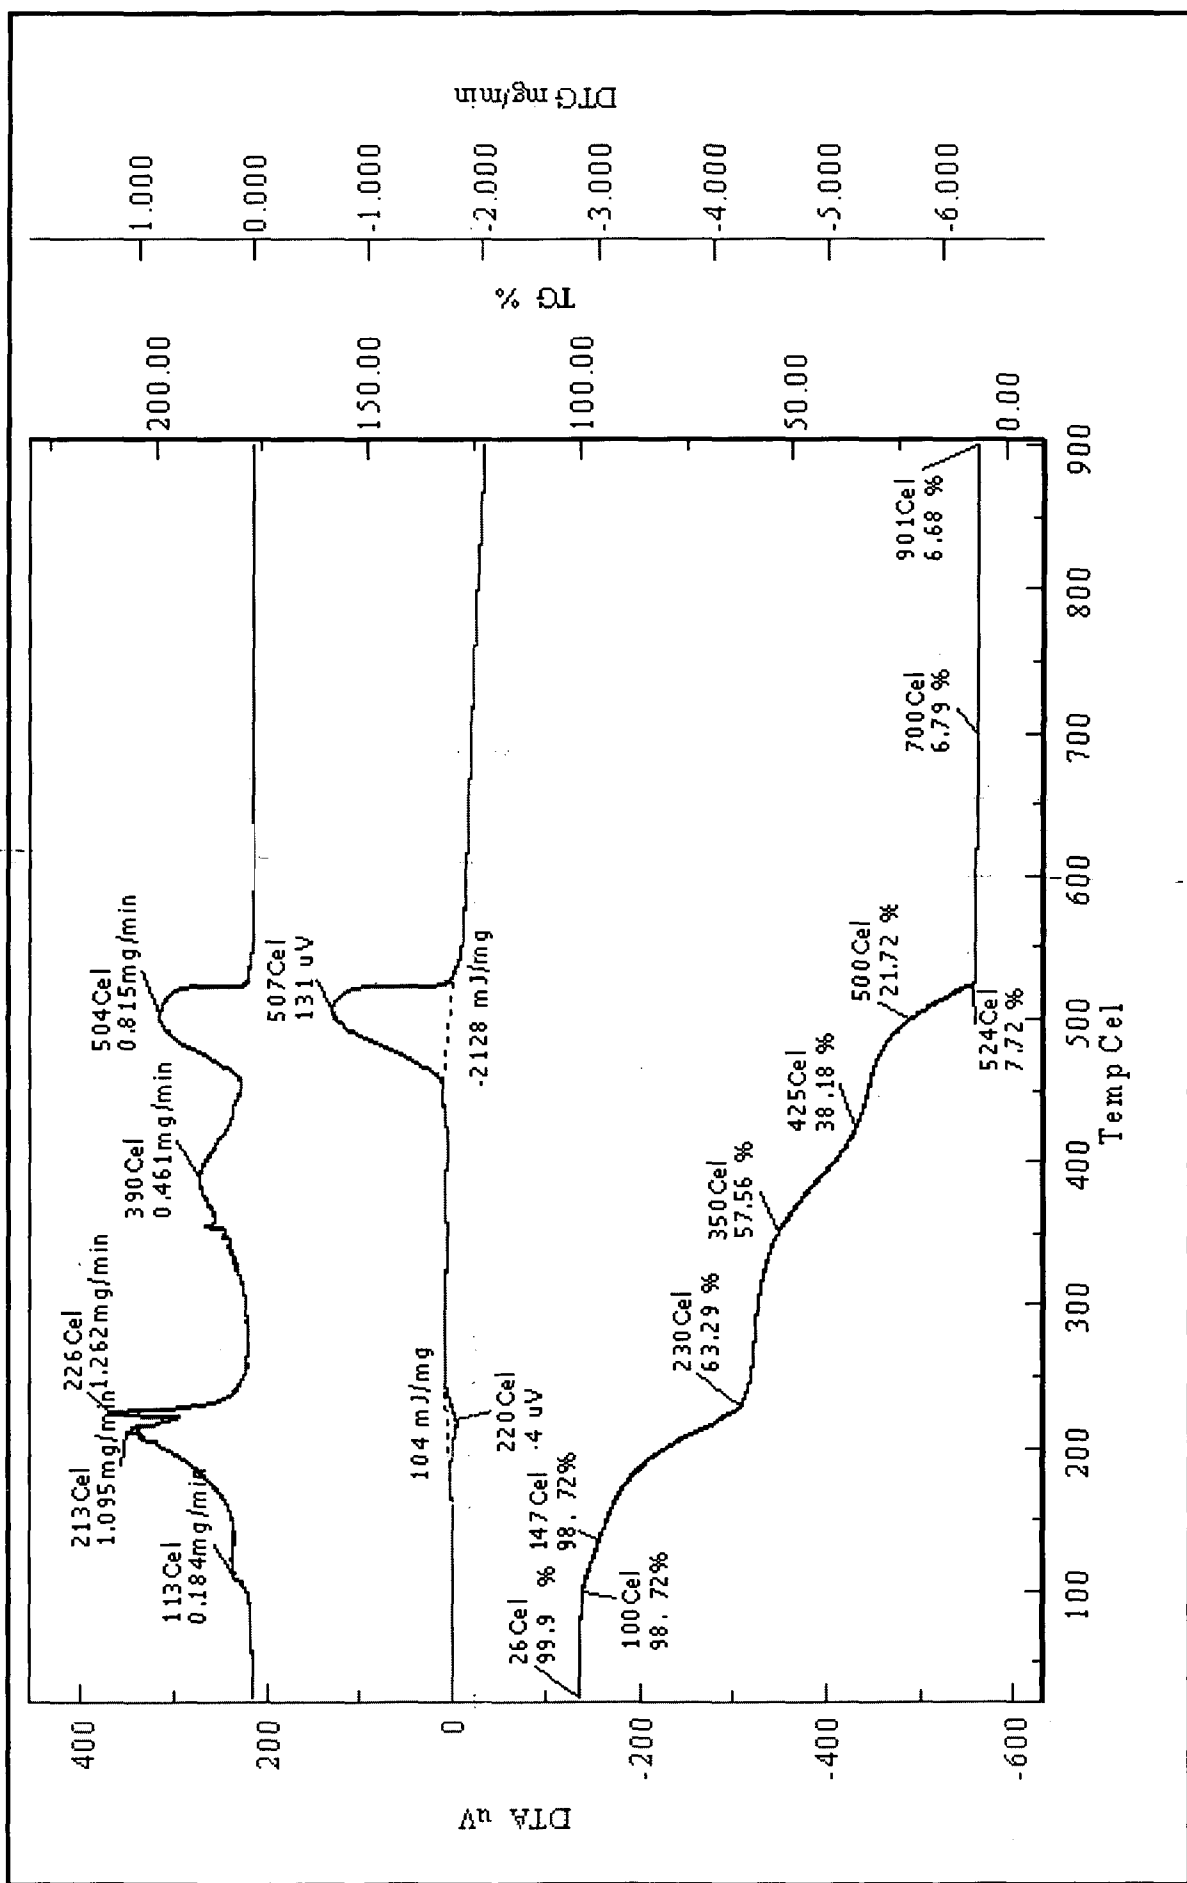 DTA uV
400
200
0
-200
-400
-600
TG %
200.00
150.00
100.00
50.00
0.00
DTG mg/min
1.000
0.000
-1.000
-2.000
-3.000
-4.000
-5.000
-6.000
113Cel
0.184mg/min
213Cel
1.095mg/min
226Cel
1.262mg/min
390Cel
0.461mg/min
504Cel
0.815mg/min
104 mJ/mg
220Cel
.4 uV
507Cel
131 uV
-2128 mJ/mg
26Cel
99.9 %
100Cel
98.72%
147Cel
98.72%
230Cel
63.29 %
350Cel
57.56 %
425Cel
38.18 %
500Cel
21.72 %
524Cel
7.72 %
700Cel
6.79 %
901Cel
6.68 %
100
200
300
400
500
600
700
800
900
Temp Cel